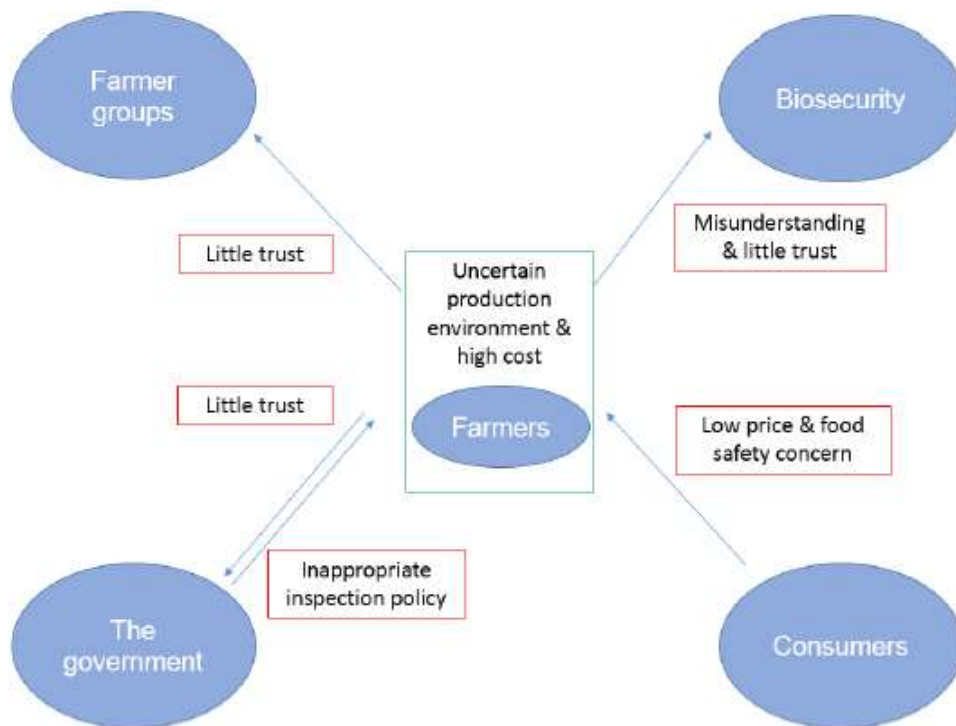 Farmer
groups
Biosecurity
Little trust
Misunderstanding
& little trust
Uncertain
production
environment &
high cost
Farmers
Little trust
Low price & food
safety concern
Inappropriate
inspection policy
The
government
Consumers